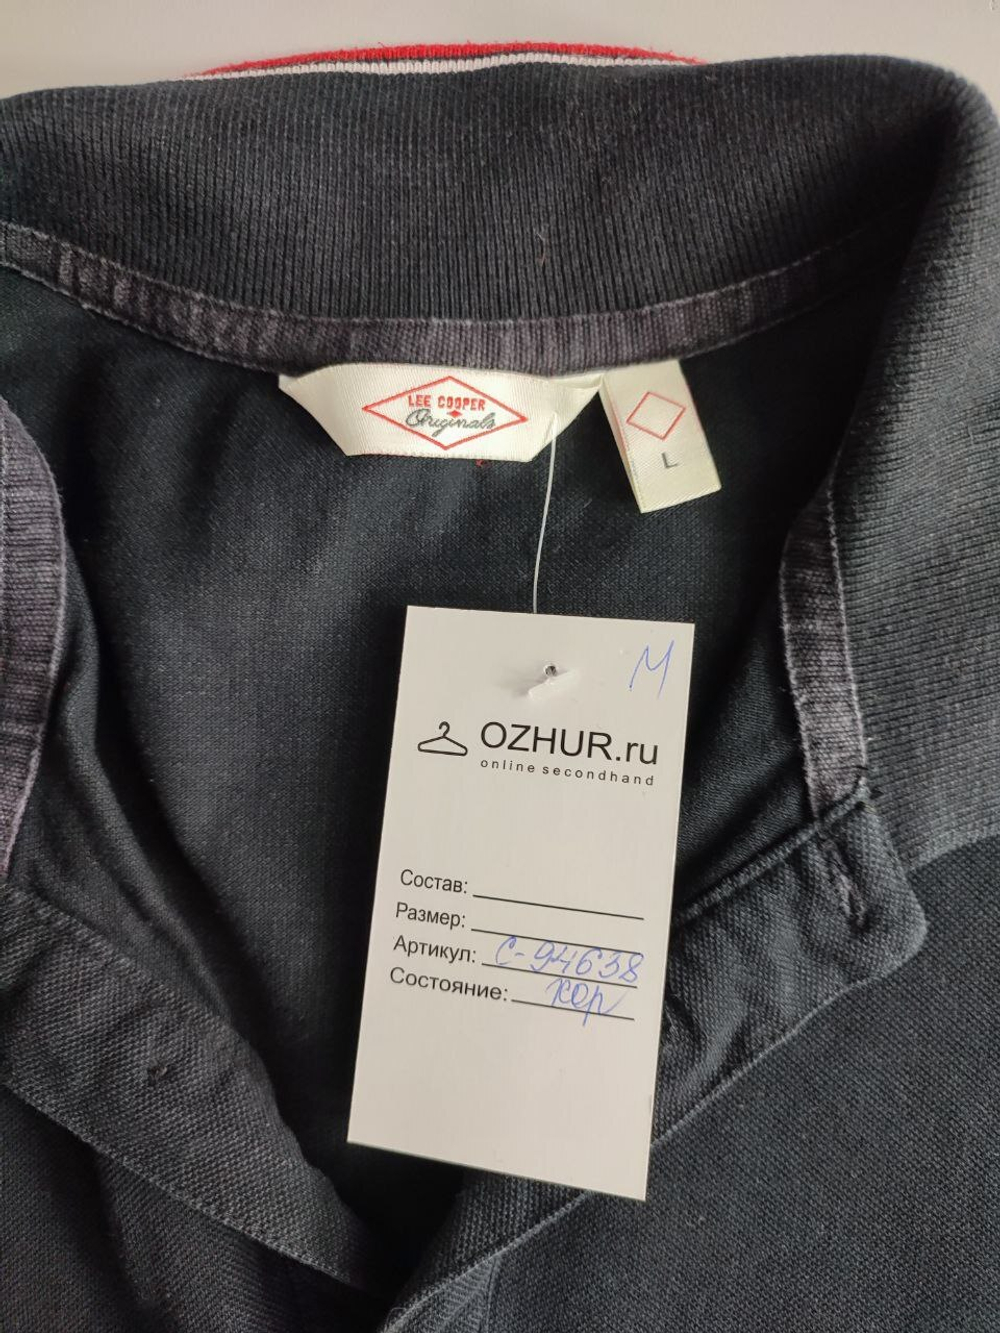 LEE COOPER
Originals
L
М
OZHUR.ru
online secondhand
Состав:
Размер:
Артикул: С-94638
Состояние: хор